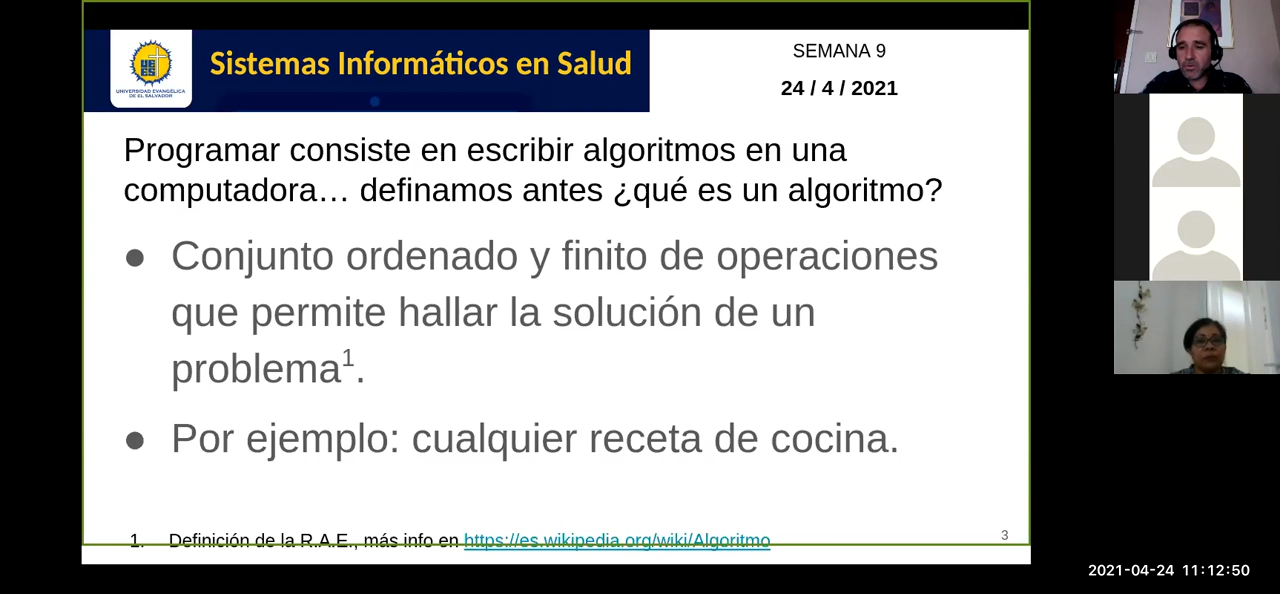 UNIVERSIDAD EVANGÉLICA
DE EL SALVADOR
Sistemas Informáticos en Salud
SEMANA 9
24 / 4 / 2021
Programar consiste en escribir algoritmos en una
computadora… definamos antes ¿qué es un algoritmo?
● Conjunto ordenado y finito de operaciones
que permite hallar la solución de un
problema¹.
● Por ejemplo: cualquier receta de cocina.
1. Definición de la R.A.E., más info en https://es.wikipedia.org/wiki/Algoritmo
3
2021-04-24 11:12:50